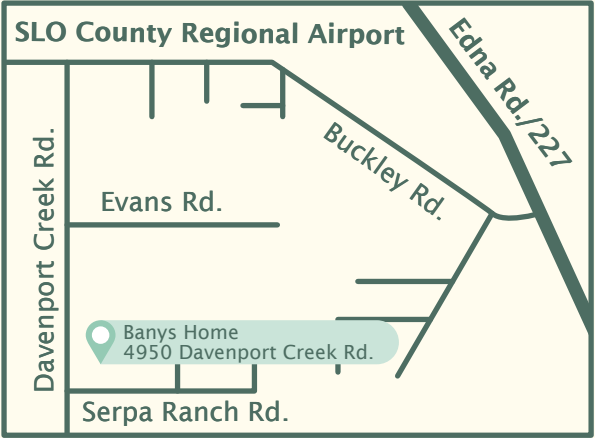 SLO County Regional Airport
Edna Rd./227
Buckley Rd.
Davenport Creek Rd.
Evans Rd.
Banys Home
4950 Davenport Creek Rd.
Serpa Ranch Rd.